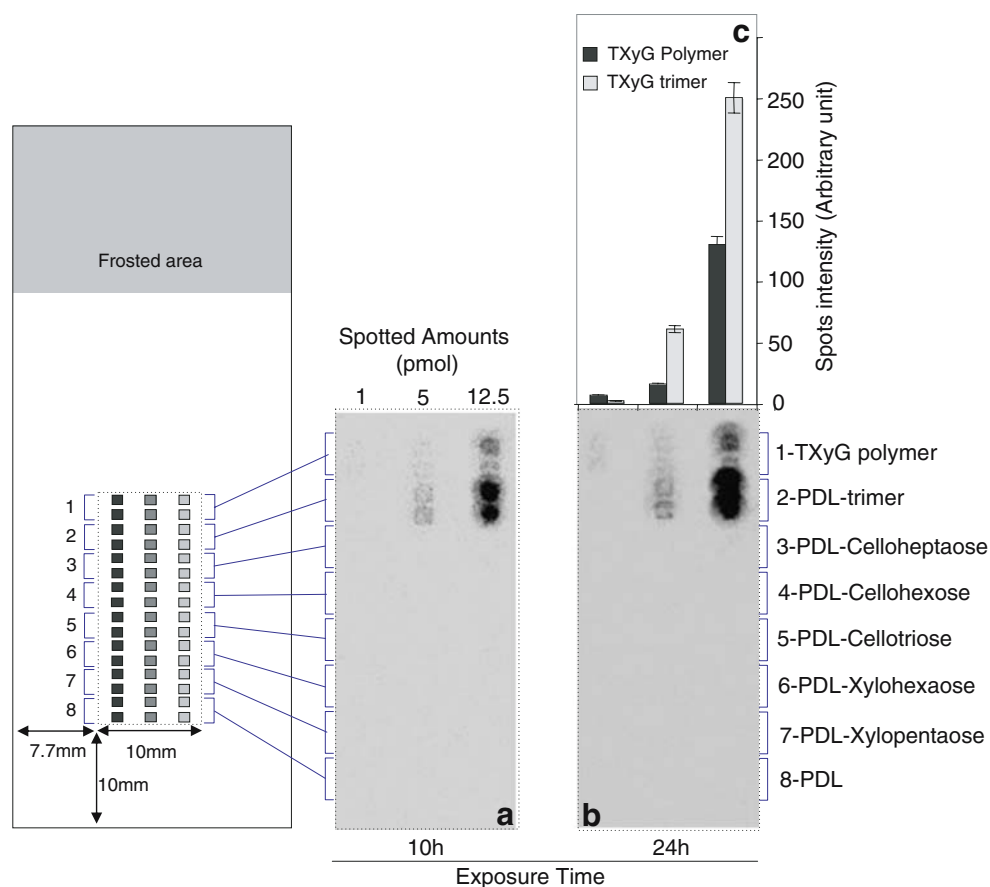 c
TXyG Polymer
TXyG trimer
250
200
150
100
50
0
Spots intensity (Arbitrary unit)
Frosted area
Spotted Amounts
(pmol)
1 5 12.5
1
2
3
4
5
6
7
8
7.7mm
10mm
10mm
1-TXyG polymer
2-PDL-trimer
3-PDL-Celloheptaose
4-PDL-Cellohexose
5-PDL-Cellotriose
6-PDL-Xylohexaose
7-PDL-Xylopentaose
8-PDL
a
b
10h
24h
Exposure Time